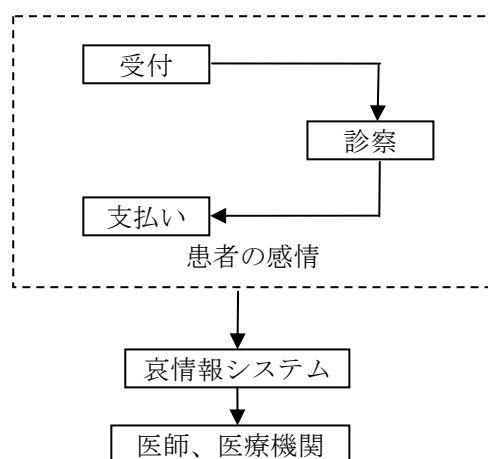 受付
診察
支払い
患者の感情
哀情報システム
医師、医療機関